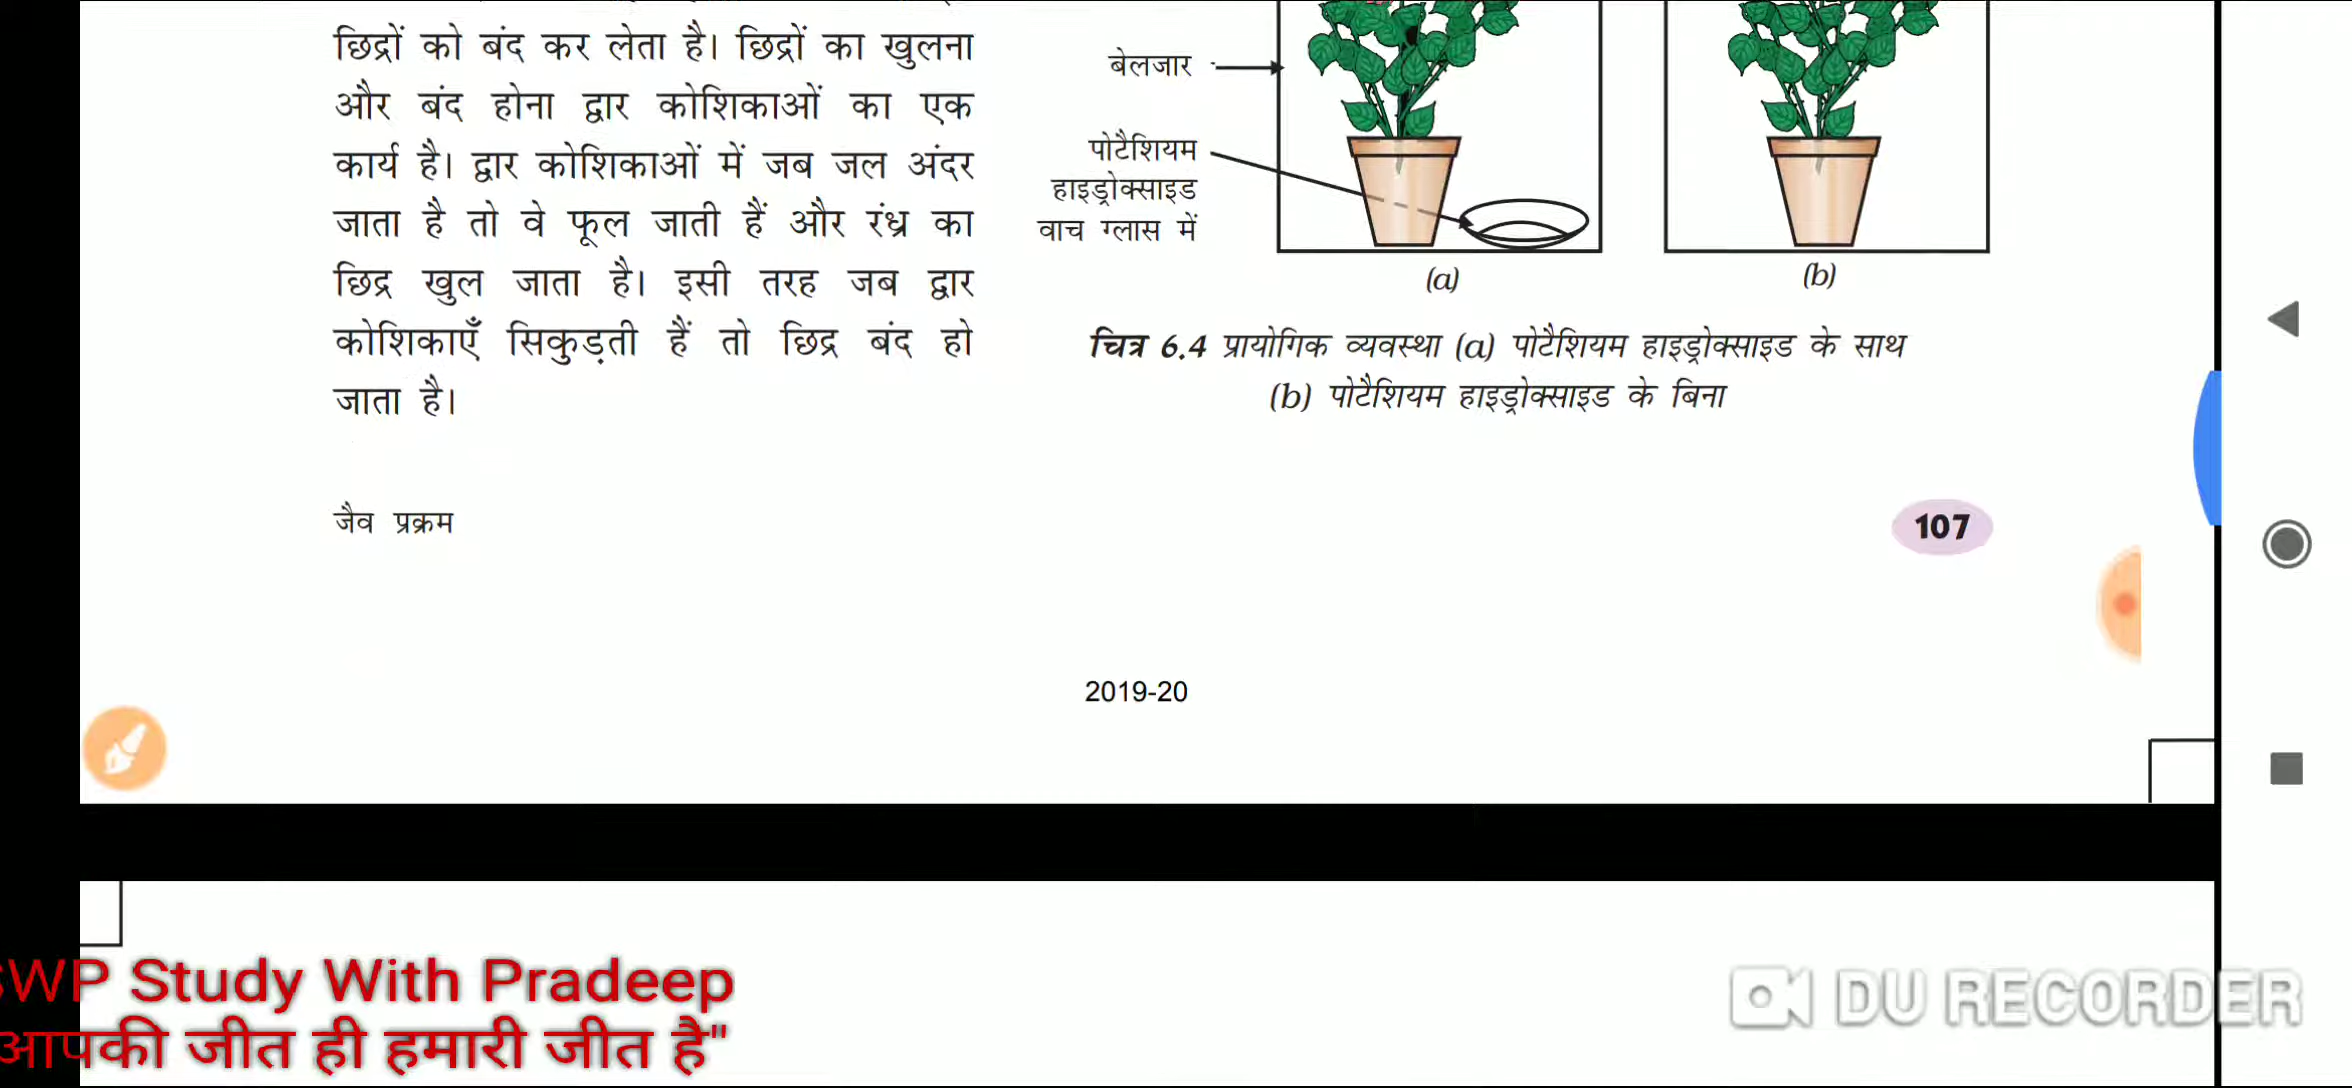 छिद्रों को बंद कर लेता है। छिद्रों का खुलना
और बंद होना द्वार कोशिकाओं का एक
कार्य है। द्वार कोशिकाओं में जब जल अंदर
जाता है तो वे फूल जाती हैं और रंध्र का
छिद्र खुल जाता है। इसी तरह जब द्वार
कोशिकाएँ सिकुड़ती हैं तो छिद्र बंद हो
जाता है।
बेलजार
पोटैशियम
हाइड्रोक्साइड
वाच ग्लास में
(a)
(b)
चित्र 6.4 प्रायोगिक व्यवस्था (a) पोटैशियम हाइड्रोक्साइड के साथ
(b) पोटैशियम हाइड्रोक्साइड के बिना
जैव प्रक्रम
107
2019-20
WP Study With Pradeep
आपकी जीत ही हमारी जीत है"
DU RECORDER